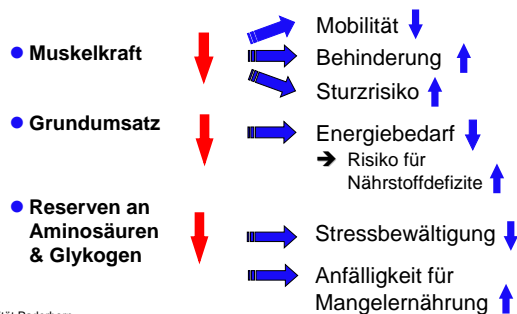 Mobilität
● Muskelkraft
Behinderung
Sturzrisiko
● Grundumsatz
Energiebedarf
➔ Risiko für
Nährstoffdefizite
● Reserven an
Aminosäuren
& Glykogen
Stressbewältigung
Anfälligkeit für
Mangelernährung